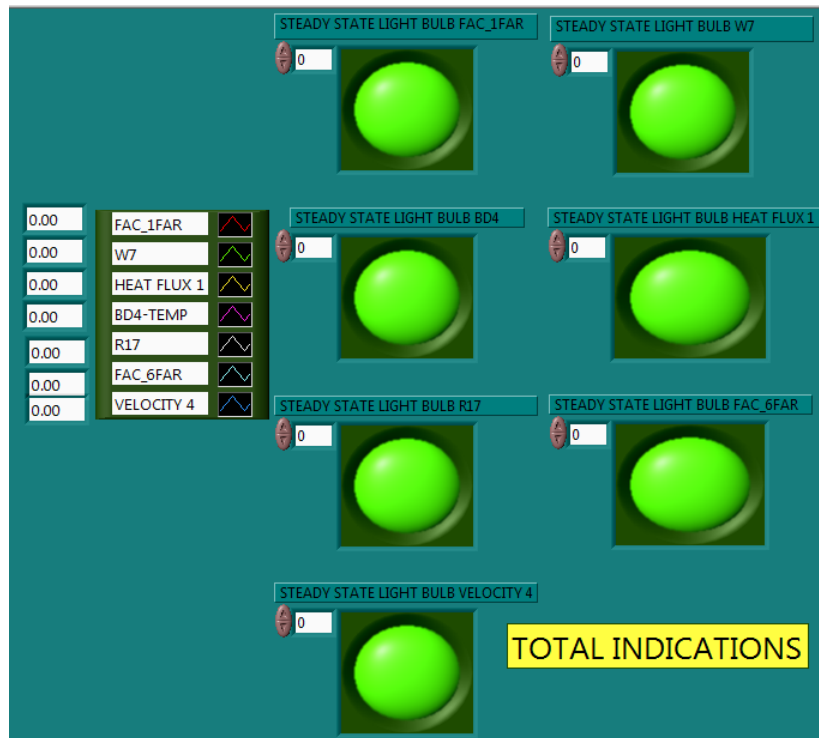 STEADY STATE LIGHT BULB FAC_1FAR
STEADY STATE LIGHT BULB W7
0
0
0.00
FAC_1FAR
0.00
W7
0.00
HEAT FLUX 1
0.00
BD4-TEMP
0.00
R17
0.00
FAC_6FAR
0.00
VELOCITY 4
STEADY STATE LIGHT BULB BD4
STEADY STATE LIGHT BULB HEAT FLUX 1
0
0
STEADY STATE LIGHT BULB R17
STEADY STATE LIGHT BULB FAC_6FAR
0
0
STEADY STATE LIGHT BULB VELOCITY 4
0
TOTAL INDICATIONS